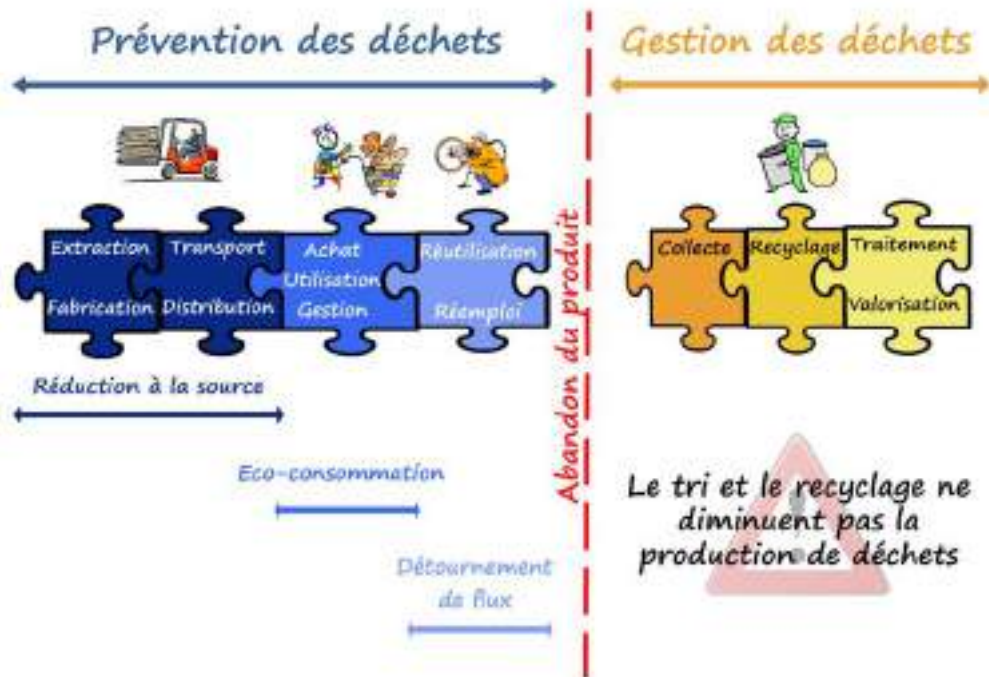 Prévention des déchets
Gestion des déchets
Extraction
Fabrication
Transport
Distribution
Achat
Utilisation
Gestion
Réutilisation
Réemploi
Abandon du produit
Collecte
Recyclage
Traitement
Valorisation
Réduction à la source
Eco-consommation
Détournement
de flux
Le tri et le recyclage ne
diminuent pas la
production de déchets